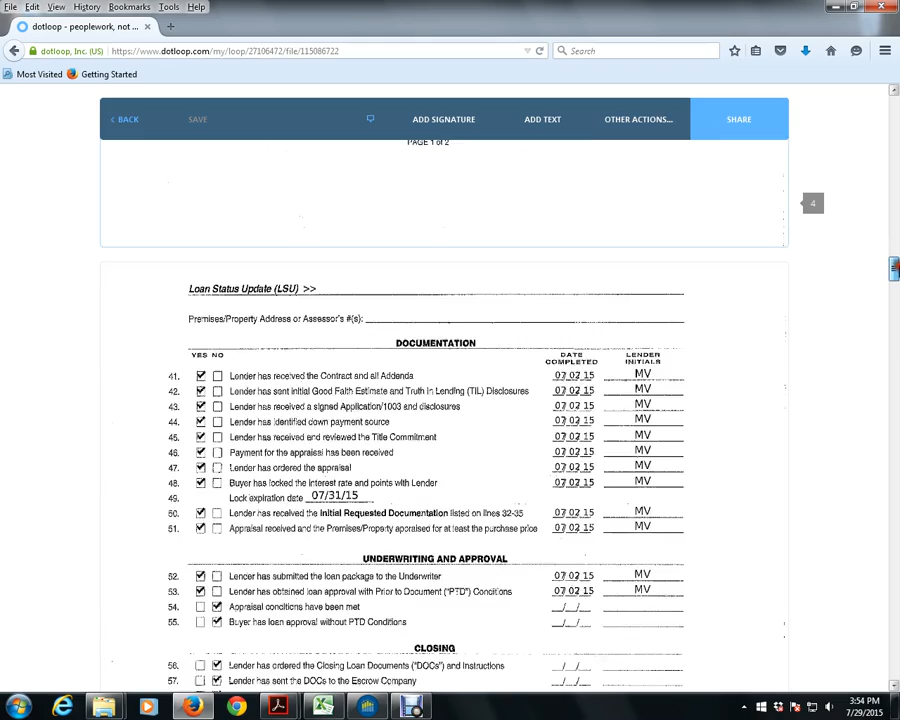 File Edit View History Bookmarks Tools Help
dotloop - peoplework, not ... × +
dotloop, Inc. (US) https://www.dotloop.com/my/loop/27106472/file/115086722 Search
Most Visited Getting Started
< BACK SAVE ADD SIGNATURE ADD TEXT OTHER ACTIONS... SHARE
PAGE 1 of 2
4
Loan Status Update (LSU) >>
Premises/Property Address or Assessor's #(s):
DOCUMENTATION
YES NO DATE COMPLETED LENDER INITIALS
41. Lender has received the Contract and all Addenda 07 02 15 MV
42. Lender has sent initial Good Faith Estimate and Truth in Lending (TIL) Disclosures 07 02 15 MV
43. Lender has received a signed Application/1003 and disclosures 07 02 15 MV
44. Lender has identified down payment source 07 02 15 MV
45. Lender has received and reviewed the Title Commitment 07 02 15 MV
46. Payment for the appraisal has been received 07 02 15 MV
47. Lender has ordered the appraisal 07 02 15 MV
48. Buyer has locked the interest rate and points with Lender 07 02 15 MV
49. Lock expiration date 07/31/15
50. Lender has received the Initial Requested Documentation listed on lines 32-35 07 02 15 MV
51. Appraisal received and the Premises/Property appraised for at least the purchase price 07 02 15 MV
UNDERWRITING AND APPROVAL
52. Lender has submitted the loan package to the Underwriter 07 02 15 MV
53. Lender has obtained loan approval with Prior to Document ("PTD") Conditions 07 02 15 MV
54. Appraisal conditions have been met _/_/_
55. Buyer has loan approval without PTD Conditions _/_/_
CLOSING
56. Lender has ordered the Closing Loan Documents ("DOCs") and Instructions _/_/_
57. Lender has sent the DOCs to the Escrow Company _/_/_
3:54 PM
7/29/2015